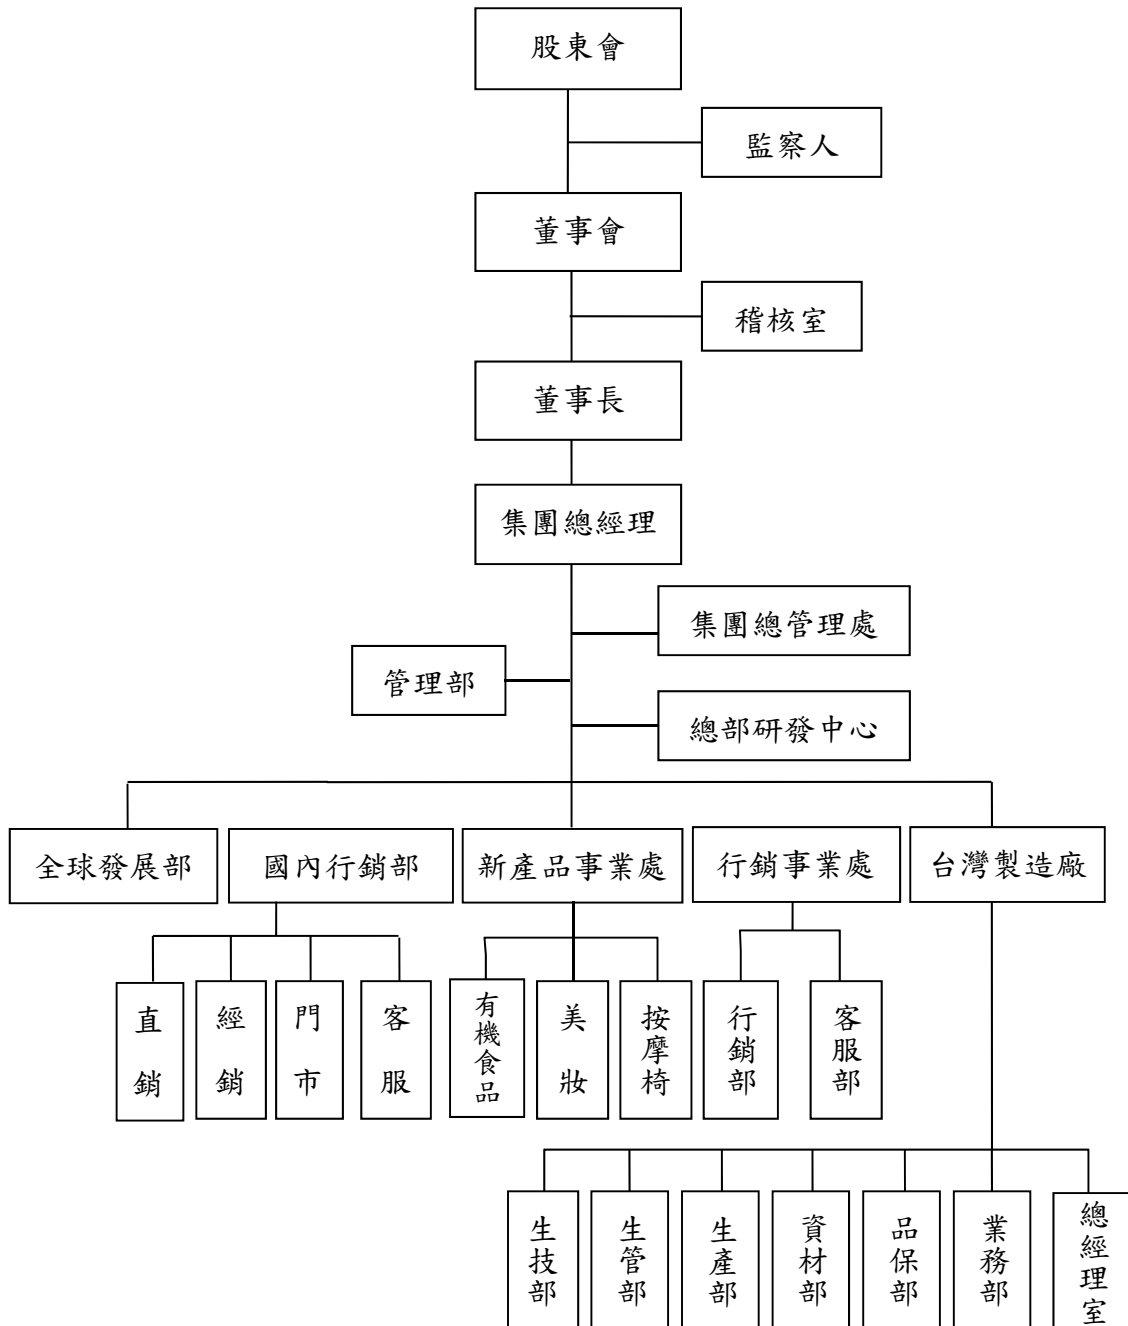 股東會
監察人
董事會
稽核室
董事長
集團總經理
集團總管理處
管理部
總部研發中心
全球發展部
國內行銷部
新產品事業處
行銷事業處
台灣製造廠
直銷
經銷
門市
客服
有機食品
美妝
按摩椅
行銷部
客服部
生技部
生管部
生產部
資材部
品保部
業務部
總經理室